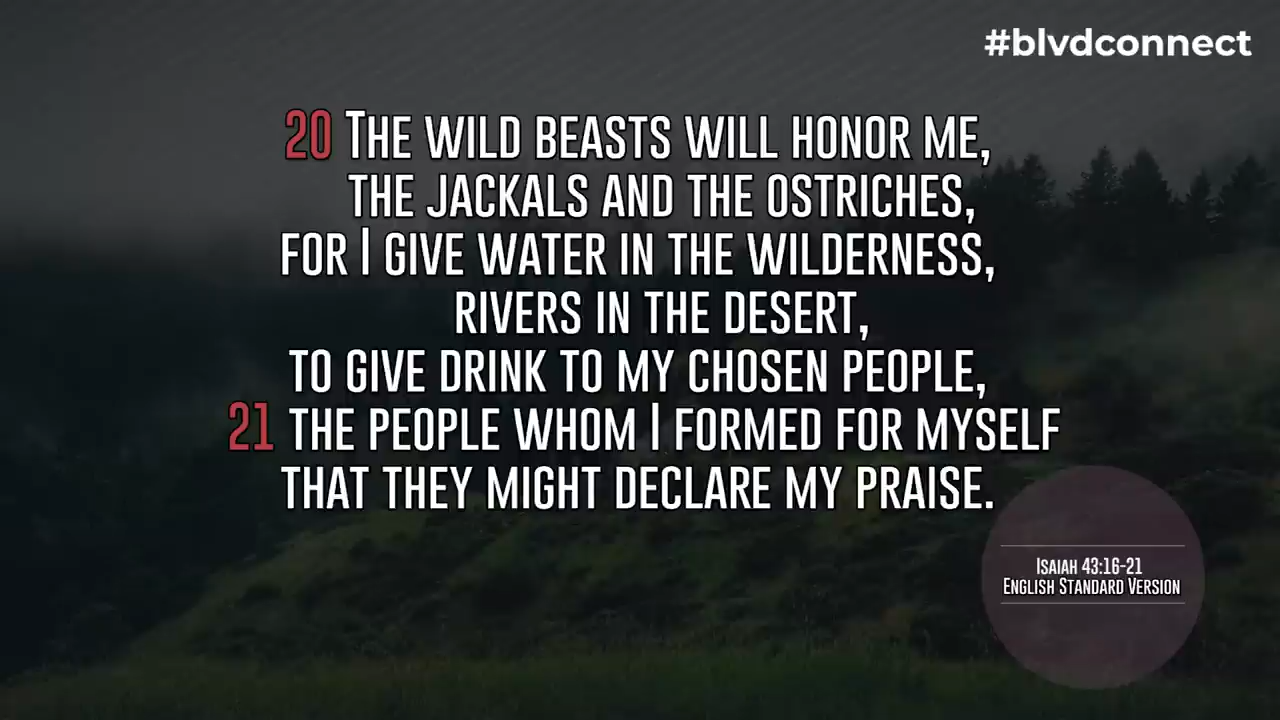 #blvdconnect
20 The wild beasts will honor me,
the jackals and the ostriches,
for I give water in the wilderness,
rivers in the desert,
to give drink to my chosen people,
21 the people whom I formed for myself
that they might declare my praise.
Isaiah 43:16-21
English Standard Version